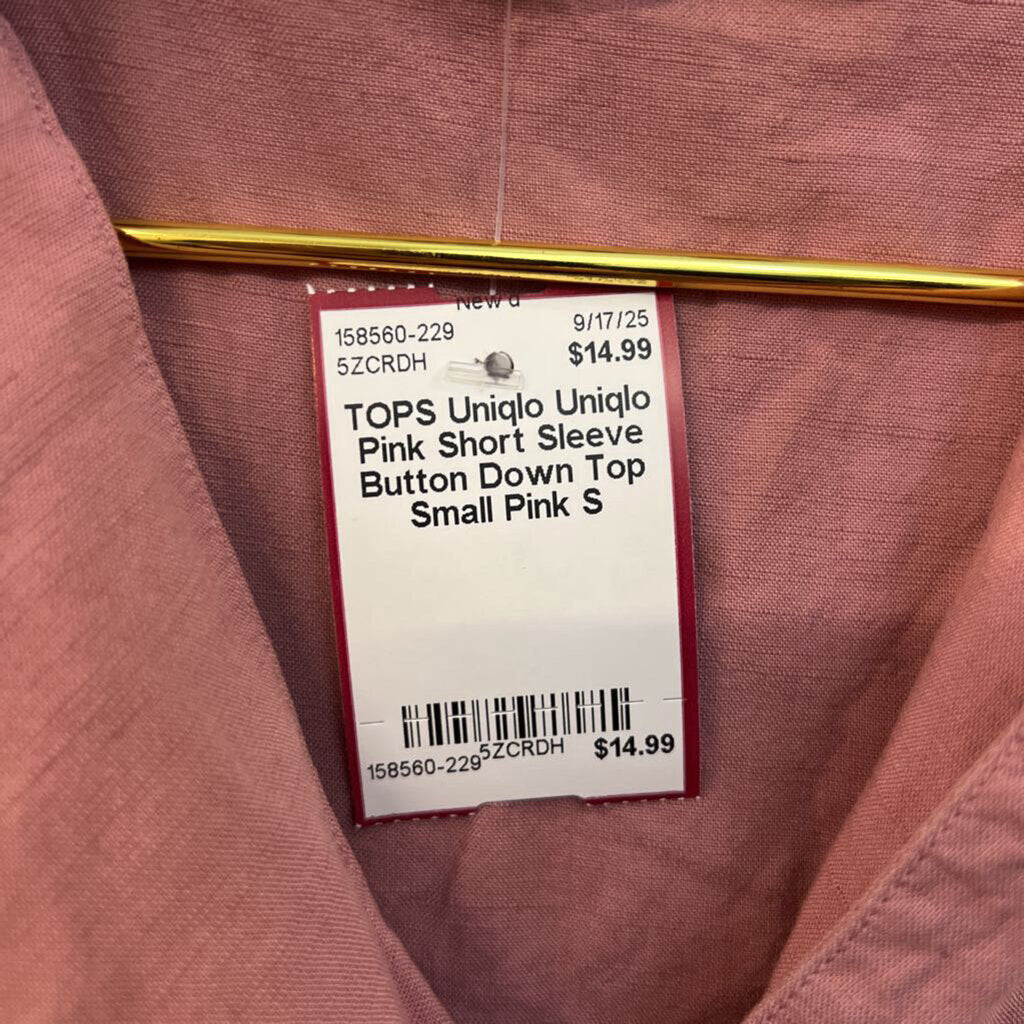 New
158560-229 9/17/25
5ZCRDH $14.99
TOPS Uniqlo Uniqlo
Pink Short Sleeve
Button Down Top
Small Pink S
158560-229 5ZCRDH $14.99